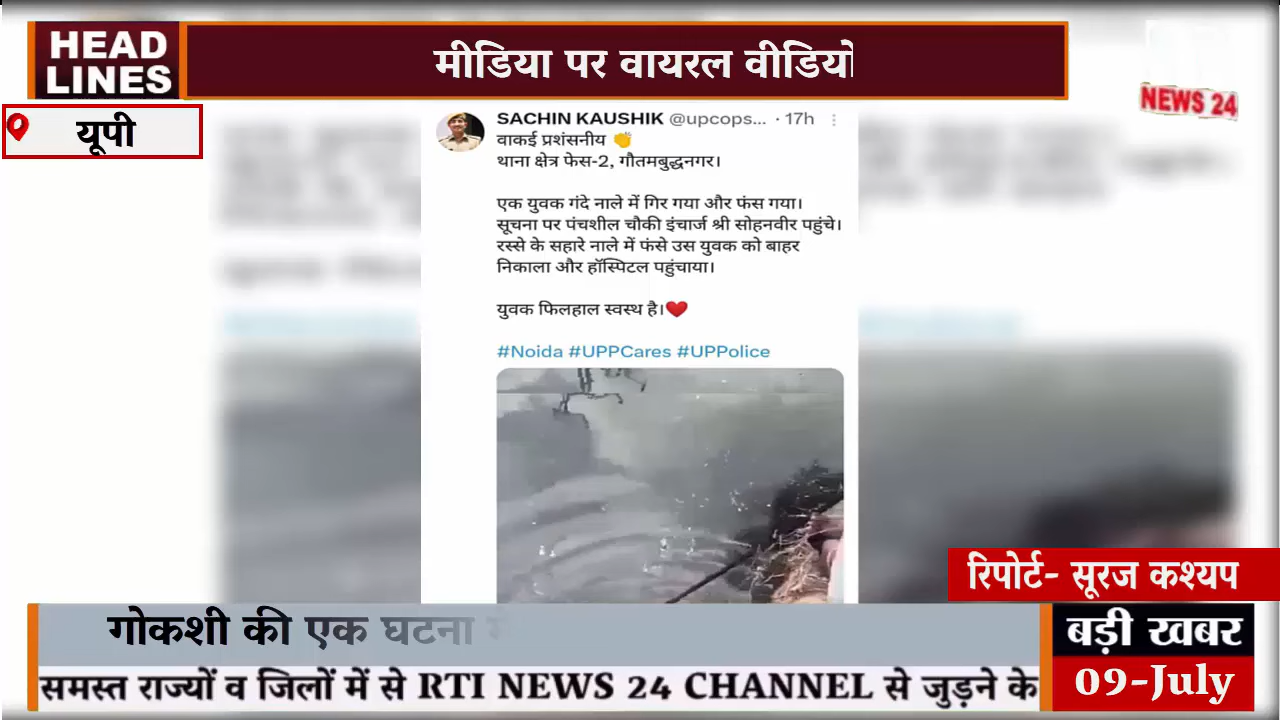 HEAD
LINES
मीडिया पर वायरल वीडियो
NEWS 24
यूपी
SACHIN KAUSHIK @upcops... · 17h
वाकई प्रशंसनीय 👏
थाना क्षेत्र फेस-2, गौतमबुद्धनगर।
एक युवक गंदे नाले में गिर गया और फंस गया।
सूचना पर पंचशील चौकी इंचार्ज श्री सोहनवीर पहुंचे।
रस्से के सहारे नाले में फंसे उस युवक को बाहर
निकाला और हॉस्पिटल पहुंचाया।
युवक फिलहाल स्वस्थ है।❤️
#Noida #UPPCares #UPPolice
रिपोर्ट- सूरज कश्यप
गोकशी की एक घटना
बड़ी खबर
समस्त राज्यों व जिलों में से RTI NEWS 24 CHANNEL से जुड़ने के
09-July